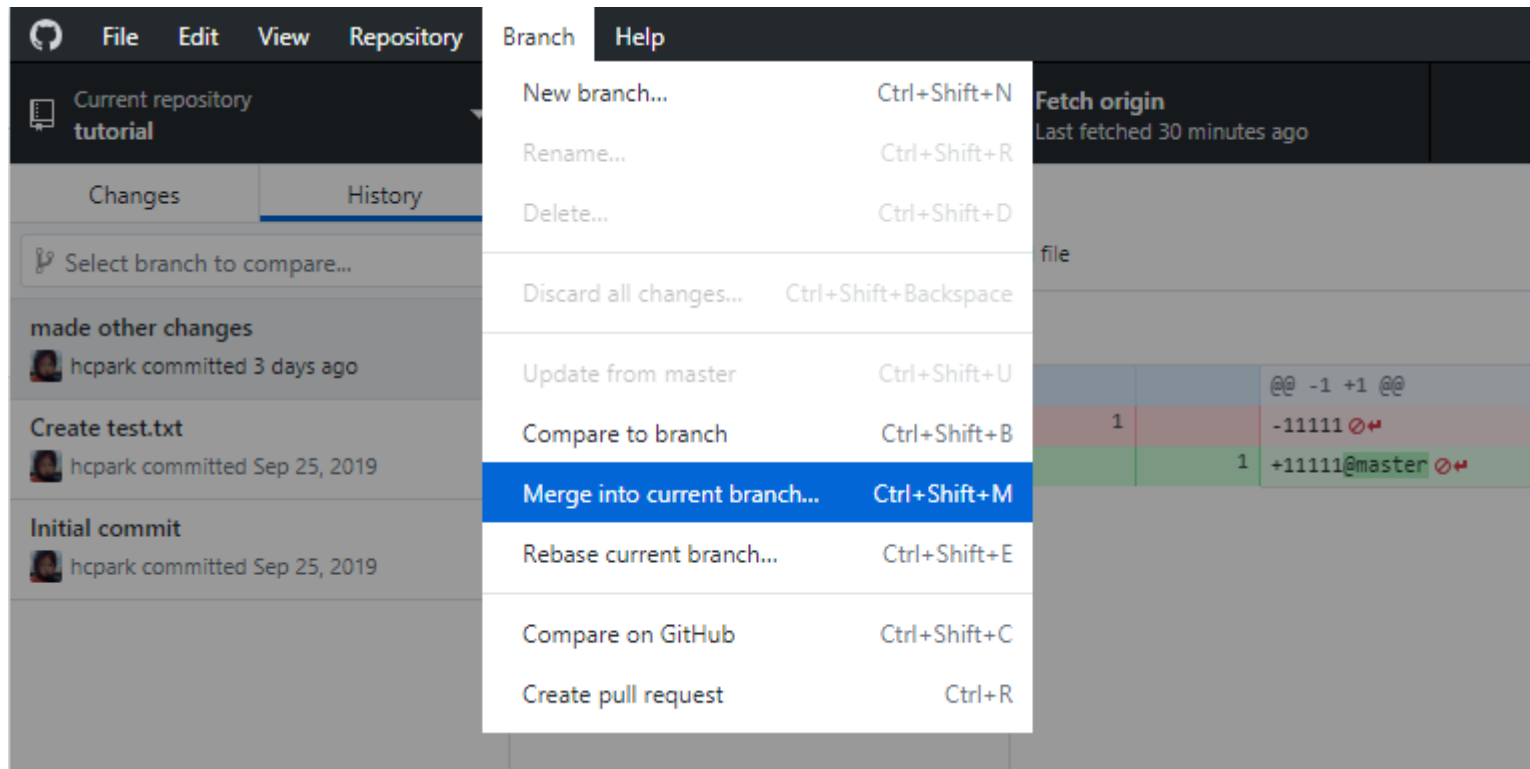 File Edit View Repository Branch Help
Current repository
tutorial
Fetch origin
Last fetched 30 minutes ago
Changes History
Select branch to compare...
made other changes
hcpark committed 3 days ago
Create test.txt
hcpark committed Sep 25, 2019
Initial commit
hcpark committed Sep 25, 2019
New branch... Ctrl+Shift+N
Rename... Ctrl+Shift+R
Delete... Ctrl+Shift+D
Discard all changes... Ctrl+Shift+Backspace
Update from master Ctrl+Shift+U
Compare to branch Ctrl+Shift+B
Merge into current branch... Ctrl+Shift+M
Rebase current branch... Ctrl+Shift+E
Compare on GitHub Ctrl+Shift+C
Create pull request Ctrl+R
file
@@ -1 +1 @@
1 -11111
1 +11111@master